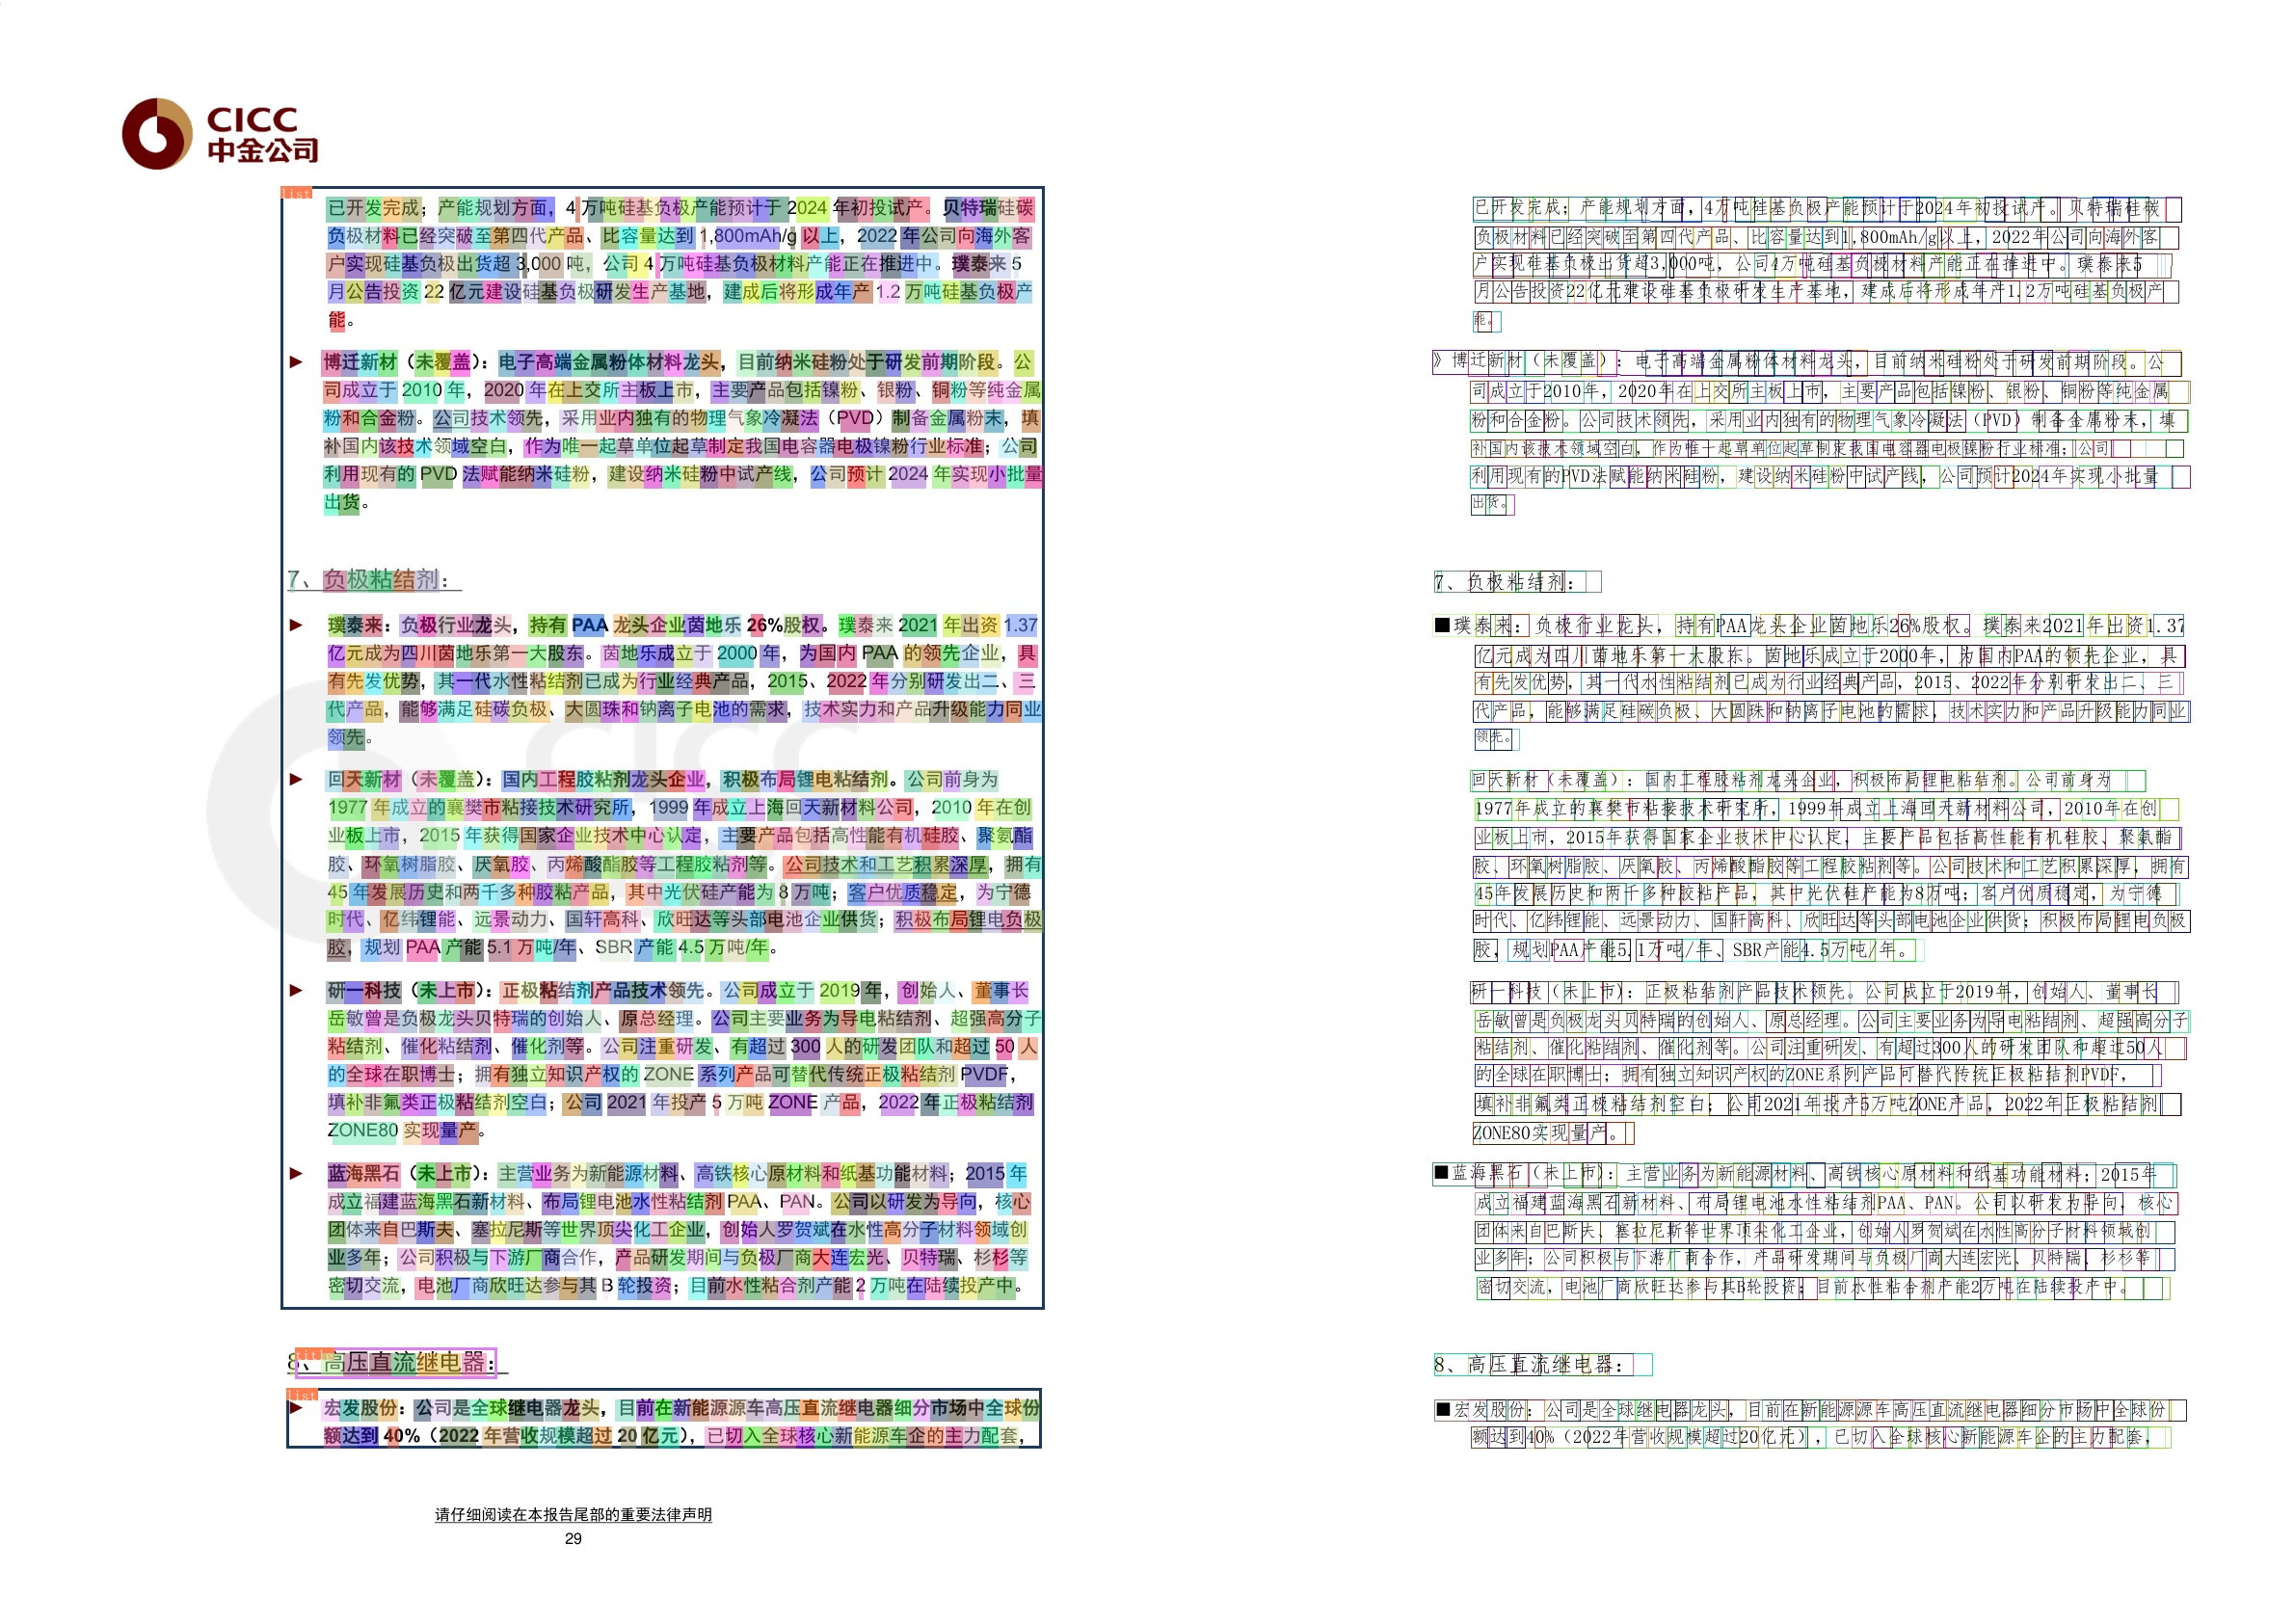 CICC
中金公司
list
已开发完成；产能规划方面，4 万吨硅基负极产能预计于 2024 年初投试产。贝特瑞硅碳
负极材料已经突破至第四代产品、比容量达到 1,800mAh/g 以上，2022 年公司向海外客
户实现硅基负极出货超 3,000 吨，公司 4 万吨硅基负极材料产能正在推进中。璞泰来 5
月公告投资 22 亿元建设硅基负极研发生产基地，建成后将形成年产 1.2 万吨硅基负极产
能。
► 博迁新材（未覆盖）：电子高端金属粉体材料龙头，目前纳米硅粉处于研发前期阶段。公
司成立于 2010 年，2020 年在上交所主板上市，主要产品包括镍粉、银粉、铜粉等纯金属
粉和合金粉。公司技术领先，采用业内独有的物理气象冷凝法（PVD）制备金属粉末，填
补国内该技术领域空白，作为唯一起草单位起草制定我国电容器电极镍粉行业标准；公司
利用现有的 PVD 法赋能纳米硅粉，建设纳米硅粉中试产线，公司预计 2024 年实现小批量
出货。
7、负极粘结剂：
► 璞泰来：负极行业龙头，持有 PAA 龙头企业茵地乐 26%股权。璞泰来 2021 年出资 1.37
亿元成为四川茵地乐第一大股东。茵地乐成立于 2000 年，为国内 PAA 的领先企业，具
有先发优势，其一代水性粘结剂已成为行业经典产品，2015、2022 年分别研发出二、三
代产品，能够满足硅碳负极、大圆珠和钠离子电池的需求，技术实力和产品升级能力同业
领先。
► 回天新材（未覆盖）：国内工程胶粘剂龙头企业，积极布局锂电粘结剂。公司前身为
1977 年成立的襄樊市粘接技术研究所，1999 年成立上海回天新材料公司，2010 年在创
业板上市，2015 年获得国家企业技术中心认定，主要产品包括高性能有机硅胶、聚氨酯
胶、环氧树脂胶、厌氧胶、丙烯酸酯胶等工程胶粘剂等。公司技术和工艺积累深厚，拥有
45 年发展历史和两千多种胶粘产品，其中光伏硅产能为 8 万吨；客户优质稳定，为宁德
时代、亿纬锂能、远景动力、国轩高科、欣旺达等头部电池企业供货；积极布局锂电负极
胶，规划 PAA 产能 5.1 万吨/年、SBR 产能 4.5 万吨/年。
► 研一科技（未上市）：正极粘结剂产品技术领先。公司成立于 2019 年，创始人、董事长
岳敏曾是负极龙头贝特瑞的创始人、原总经理。公司主要业务为导电粘结剂、超强高分子
粘结剂、催化粘结剂、催化剂等。公司注重研发、有超过 300 人的研发团队和超过 50 人
的全球在职博士；拥有独立知识产权的 ZONE 系列产品可替代传统正极粘结剂 PVDF，
填补非氟类正极粘结剂空白；公司 2021 年投产 5 万吨 ZONE 产品，2022 年正极粘结剂
ZONE80 实现量产。
► 蓝海黑石（未上市）：主营业务为新能源材料、高铁核心原材料和纸基功能材料；2015 年
成立福建蓝海黑石新材料、布局锂电池水性粘结剂 PAA、PAN。公司以研发为导向，核心
团体来自巴斯夫、塞拉尼斯等世界顶尖化工企业，创始人罗贺斌在水性高分子材料领域创
业多年；公司积极与下游厂商合作，产品研发期间与负极厂商大连宏光、贝特瑞、杉杉等
密切交流，电池厂商欣旺达参与其 B 轮投资；目前水性粘合剂产能 2 万吨在陆续投产中。
8、高压直流继电器：
list
► 宏发股份：公司是全球继电器龙头，目前在新能源源车高压直流继电器细分市场中全球份
额达到 40%（2022 年营收规模超过 20 亿元），已切入全球核心新能源车企的主力配套，
请仔细阅读在本报告尾部的重要法律声明
29
已开发完成；产能规划方面，4万吨硅基负极产能预计于2024年初投试产。贝特瑞桂碳
负极材料已经突破至第四代产品、比容量达到1,800mAh/g以上，2022年公司向海外客
户实现硅基负极出货超3,000吨，公司4万吨硅基负极材料产能正在推进中。璞泰来5
月公告投资22亿元建设硅基负极研发生产基地，建成后将形成年产1.2万吨硅基负极产
能。
》博迁新材（未覆盖）：电子高端金属粉体材料龙头，目前纳米硅粉处于研发前期阶段。公
司成立于2010年，2020年在上交所主板上市，主要产品包括镍粉、银粉、铜粉等纯金属
粉和合金粉。公司技术领先，采用业内独有的物理气象冷凝法（PVD）制备金属粉末，填
补国内该技术领域空白，作为惟一起草单位起草制定我国电容器电极镍粉行业标准；公司
利用现有的PVD法赋能纳米硅粉，建设纳米硅粉中试产线，公司预计2024年实现小批量
出货。
7、负极粘结剂：
■璞泰来：负极行业龙头，持有PAA龙头企业茵地乐26%股权。璞泰来2021年出资1.37
亿元成为四川茵地乐第一大股东。茵地乐成立于2000年，为国内PAA的领先企业，具
有先发优势，其一代水性粘结剂已成为行业经典产品，2015、2022年分别研发出二、三
代产品，能够满足硅碳负极、大圆珠和钠离子电池的需求，技术实力和产品升级能力同业
领先。
回天新材（未覆盖）：国内工程胶粘剂龙头企业，积极布局锂电粘结剂。公司前身为
1977年成立的襄樊市粘接技术研究所，1999年成立上海回天新材料公司，2010年在创
业板上市，2015年获得国家企业技术中心认定，主要产品包括高性能有机硅胶、聚氨酯
胶、环氧树脂胶、厌氧胶、丙烯酸酯胶等工程胶粘剂等。公司技术和工艺积累深厚，拥有
45年发展历史和两千多种胶粘产品，其中光伏硅产能为8万吨；客户优质稳定，为宁德
时代、亿纬锂能、远景动力、国轩高科、欣旺达等头部电池企业供货；积极布局锂电负极
胶，规划PAA产能5.1万吨/年、SBR产能4.5万吨/年。
研一科技（未上市）：正极粘结剂产品技术领先。公司成立于2019年，创始人、董事长
岳敏曾是负极龙头贝特瑞的创始人、原总经理。公司主要业务为导电粘结剂、超强高分子
粘结剂、催化粘结剂、催化剂等。公司注重研发、有超过300人的研发团队和超过50人
的全球在职博士；拥有独立知识产权的ZONE系列产品可替代传统正极粘结剂PVDF，
填补非氟类正极粘结剂空白；公司2021年投产5万吨ZONE产品，2022年正极粘结剂
ZONE80实现量产。
■蓝海黑石（未上市）：主营业务为新能源材料、高铁核心原材料和纸基功能材料；2015年
成立福建蓝海黑石新材料、布局锂电池水性粘结剂PAA、PAN。公司以研发为导向，核心
团体来自巴斯夫、塞拉尼斯等世界顶尖化工企业，创始人罗贺斌在水性高分子材料领域创
业多年；公司积极与下游厂商合作，产品研发期间与负极厂商大连宏光、贝特瑞、杉杉等
密切交流，电池厂商欣旺达参与其B轮投资；目前水性粘合剂产能2万吨在陆续投产中。
8、高压直流继电器：
■宏发股份：公司是全球继电器龙头，目前在新能源源车高压直流继电器细分市场中全球份
额达到40%（2022年营收规模超过20亿元），已切入全球核心新能源车企的主力配套，